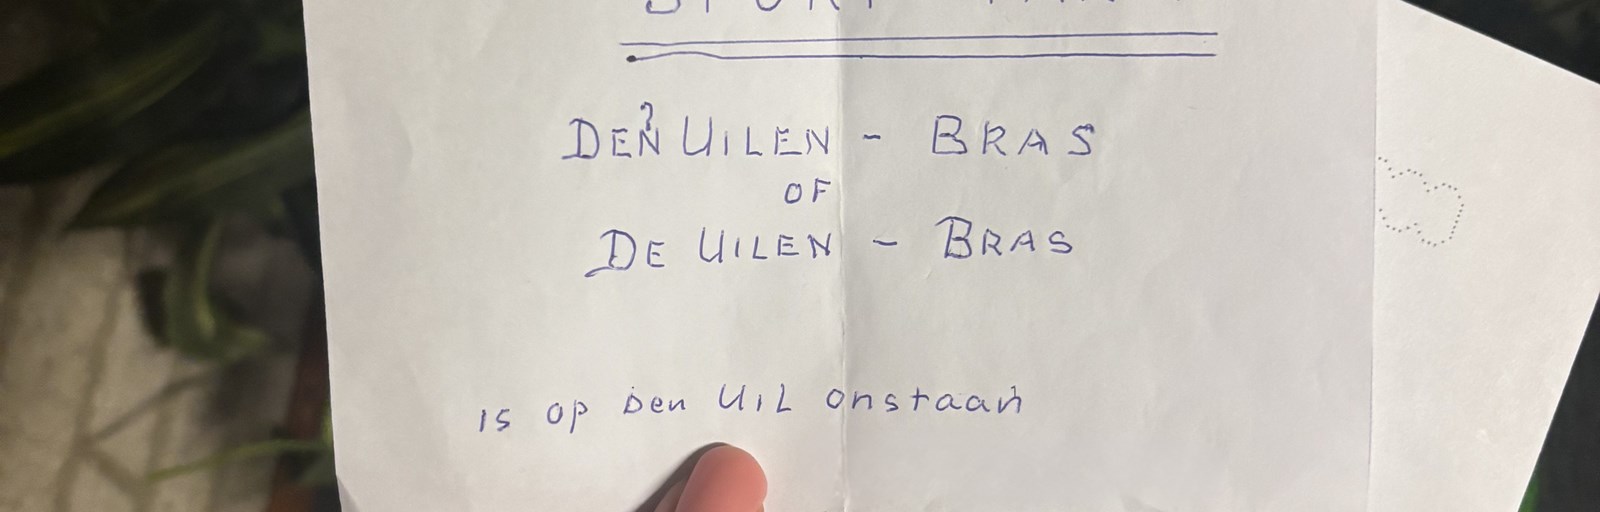 ?
DEN UILEN - BRAS
OF
DE UILEN - BRAS
is op den UiL onstaan